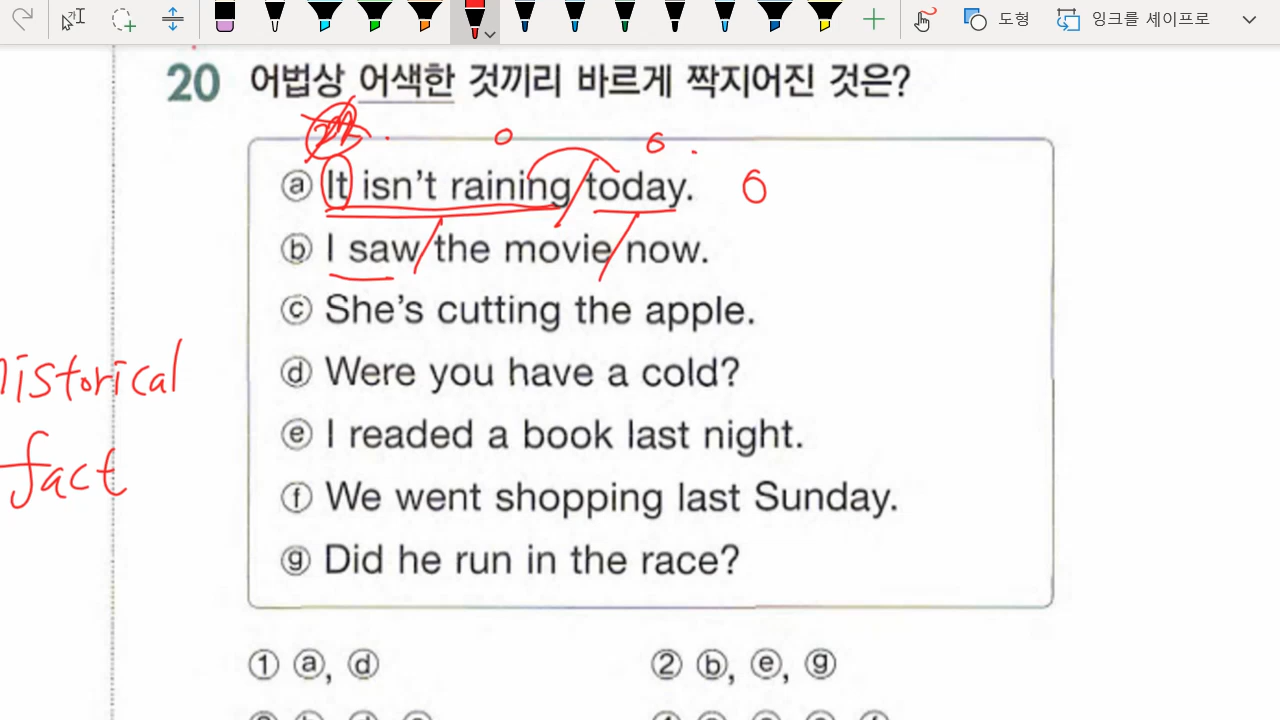 도형 잉크를 셰이프로
20 어법상 어색한 것끼리 바르게 짝지어진 것은?
ⓐ It isn't raining today.
ⓑ I saw the movie now.
ⓒ She's cutting the apple.
ⓓ Were you have a cold?
ⓔ I readed a book last night.
ⓕ We went shopping last Sunday.
ⓖ Did he run in the race?
historical
fact
① ⓐ, ⓓ ② ⓑ, ⓔ, ⓖ